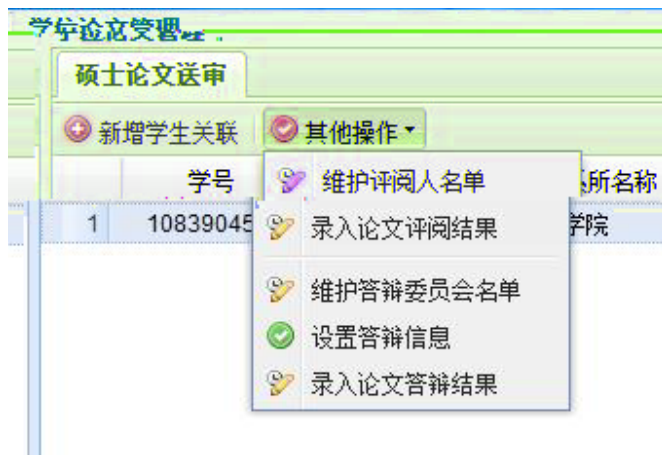 学位论文管理
硕士论文送审
新增学生关联 其他操作
学号 所名称
1 10839045 学院
维护评阅人名单
录入论文评阅结果
维护答辩委员会名单
设置答辩信息
录入论文答辩结果